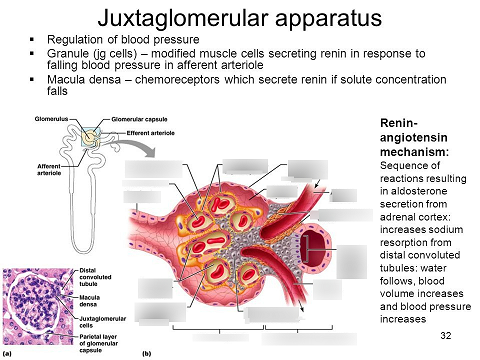 Juxtaglomerular apparatus
▪ Regulation of blood pressure
▪ Granule (jg cells) – modified muscle cells secreting renin in response to
falling blood pressure in afferent arteriole
▪ Macula densa – chemoreceptors which secrete renin if solute concentration
falls
Glomerulus
Glomerular capsule
Efferent arteriole
Afferent
arteriole
Renin-
angiotensin
mechanism:
Sequence of
reactions resulting
in aldosterone
secretion from
adrenal cortex:
increases sodium
resorption from
distal convoluted
tubules: water
follows, blood
volume increases
and blood pressure
increases
Distal
convoluted
tubule
Macula
densa
Juxtaglomerular
cells
Parietal layer
of glomerular
capsule
(a)
(b)
32